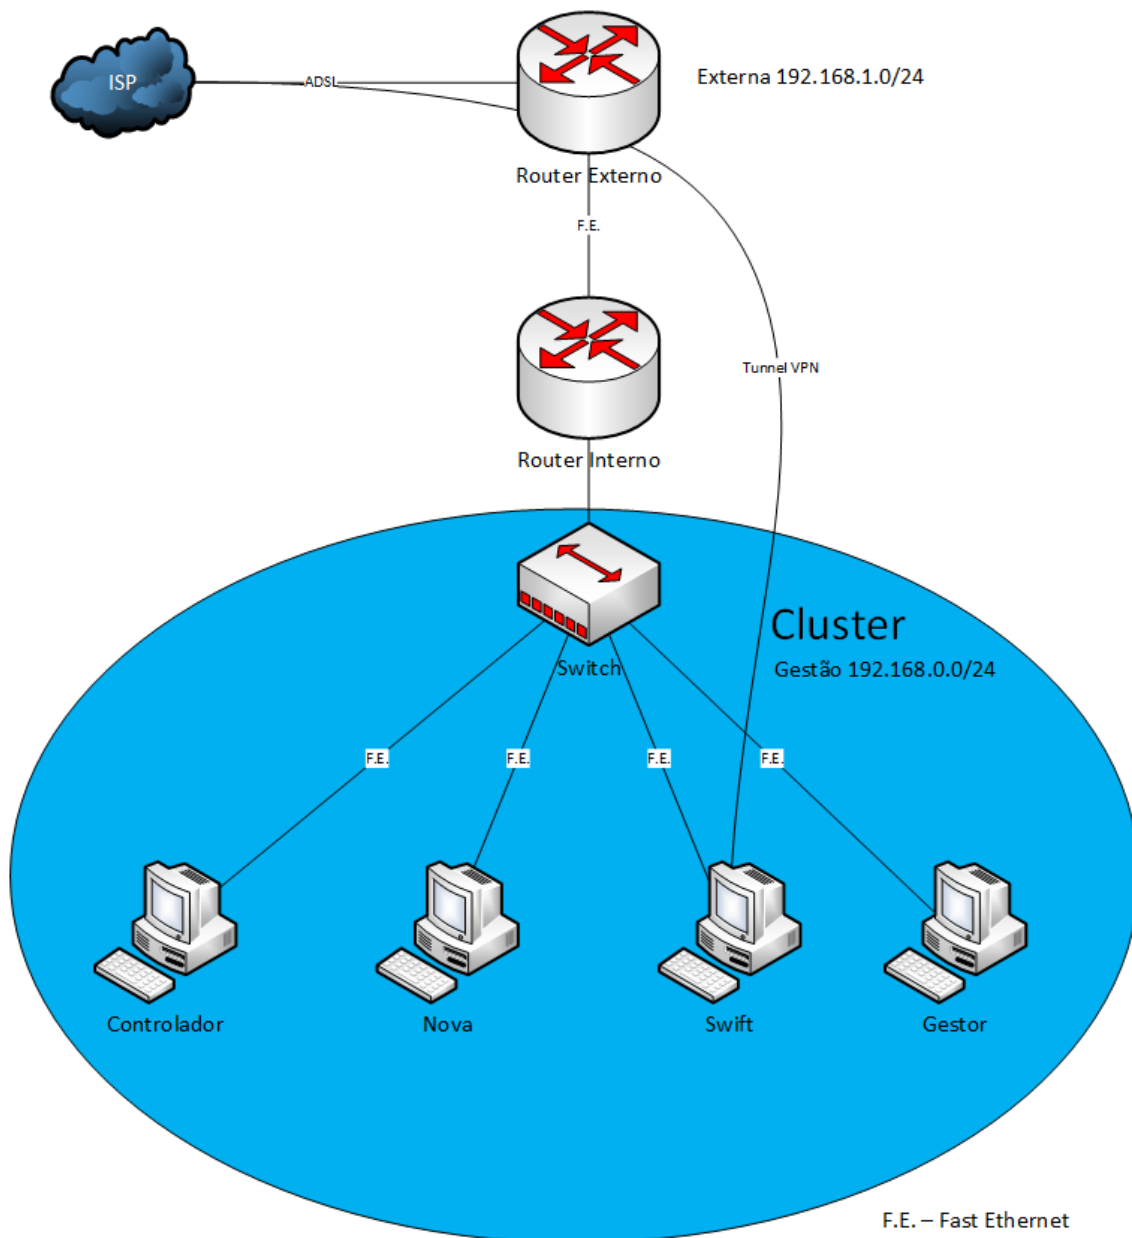 ISP
ADSL
Externa 192.168.1.0/24
Router Externo
F.E.
Tunnel VPN
Router Interno
Cluster
Gestão 192.168.0.0/24
Switch
F.E.
F.E.
F.E.
F.E.
Controlador
Nova
Swift
Gestor
F.E. – Fast Ethernet